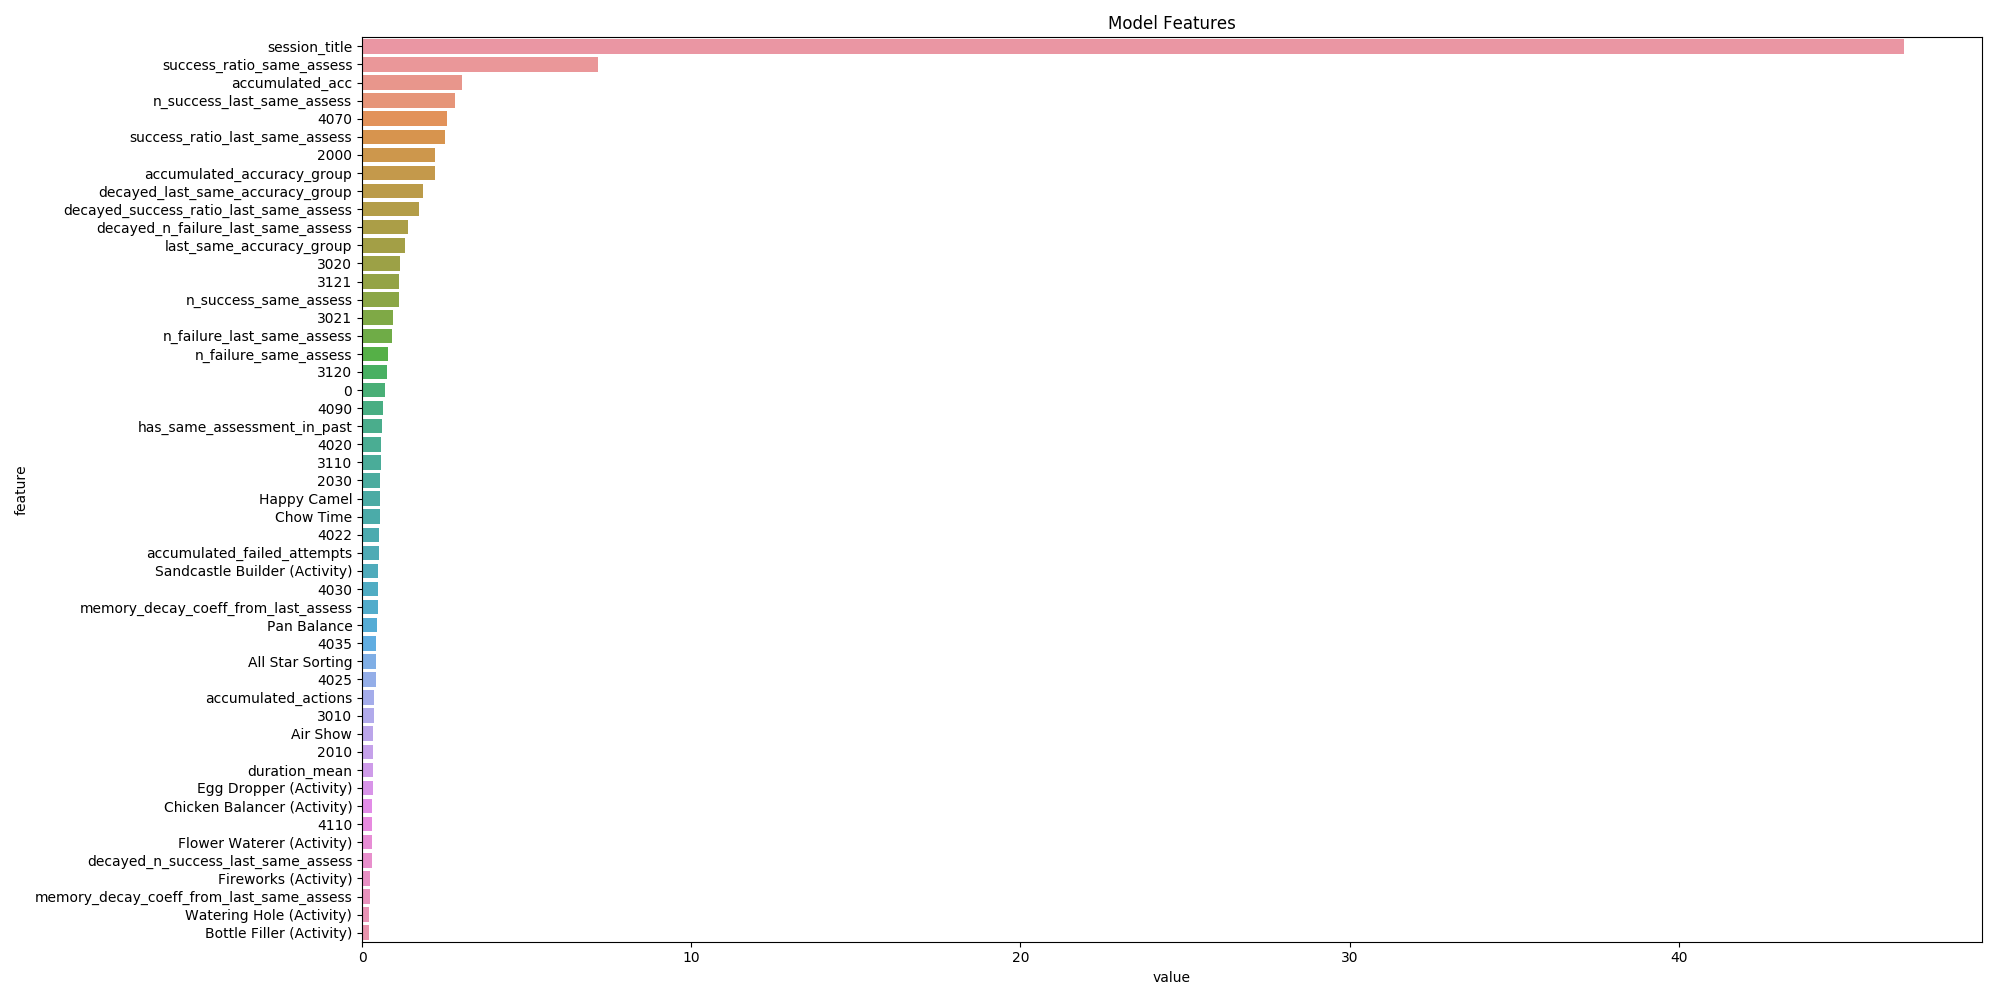 Model Features
session_title
success_ratio_same_assess
accumulated_acc
n_success_last_same_assess
4070
success_ratio_last_same_assess
2000
accumulated_accuracy_group
decayed_last_same_accuracy_group
decayed_success_ratio_last_same_assess
decayed_n_failure_last_same_assess
last_same_accuracy_group
3020
3121
n_success_same_assess
3021
n_failure_last_same_assess
n_failure_same_assess
3120
0
4090
has_same_assessment_in_past
4020
3110
2030
Happy Camel
Chow Time
4022
accumulated_failed_attempts
Sandcastle Builder (Activity)
4030
memory_decay_coeff_from_last_assess
Pan Balance
4035
All Star Sorting
4025
accumulated_actions
3010
Air Show
2010
duration_mean
Egg Dropper (Activity)
Chicken Balancer (Activity)
4110
Flower Waterer (Activity)
decayed_n_success_last_same_assess
Fireworks (Activity)
memory_decay_coeff_from_last_same_assess
Watering Hole (Activity)
Bottle Filler (Activity)
feature
0 10 20 30 40
value